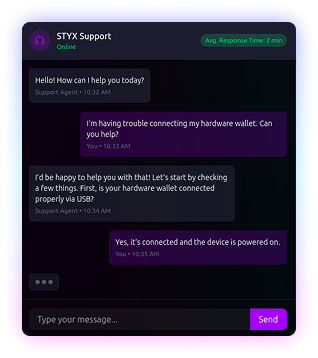 STYX Support
Online
Avg. Response Time: 2 min
Hello! How can I help you today?
Support Agent • 10:32 AM
I'm having trouble connecting my hardware wallet. Can
you help?
You • 10:33 AM
I'd be happy to help you with that! Let's start by checking
a few things. First, is your hardware wallet connected
properly via USB?
Support Agent • 10:34 AM
Yes, it's connected and the device is powered on.
You • 10:35 AM
Type your message...
Send